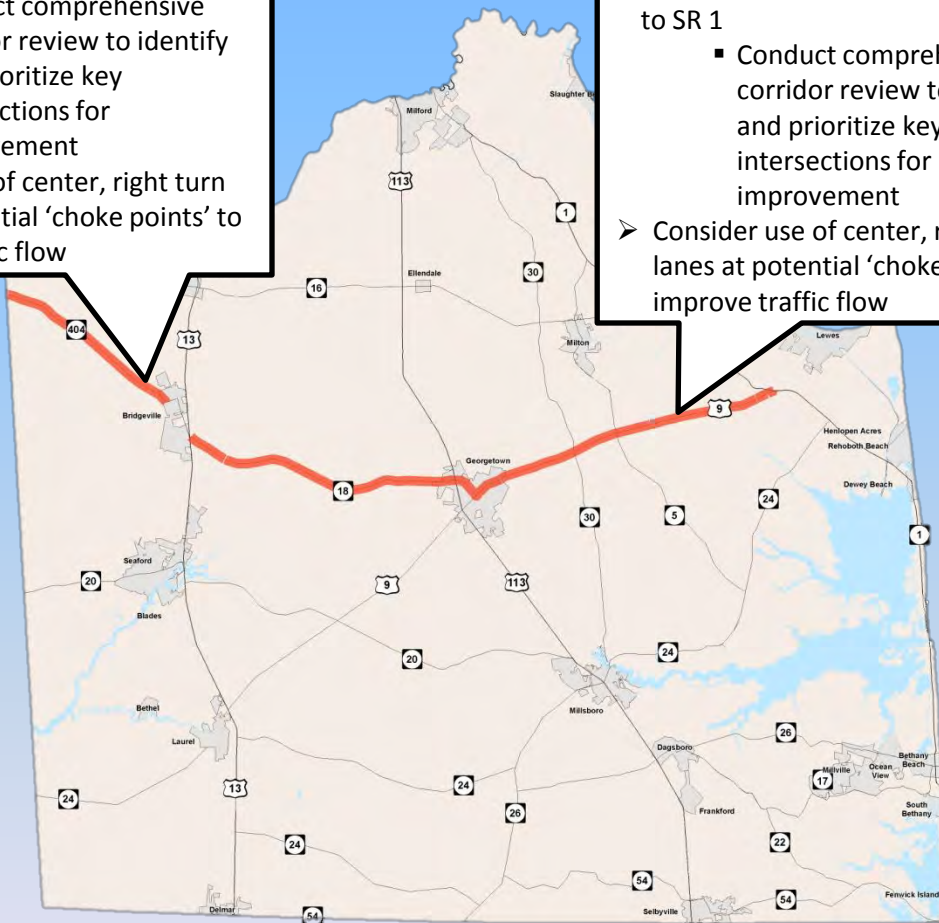 ct comprehensive
or review to identify
oritize key
ctions for
ement
of center, right turn
tial ‘choke points’ to
c flow
to SR 1
▪ Conduct compreh
corridor review to
and prioritize key
intersections for
improvement
➢ Consider use of center, r
lanes at potential ‘choke
improve traffic flow
Slaughter B
Milford
113
1
30
Ellendale
16
404
13
Milton
Lewes
9
Bridgeville
Henlopen Acres
Rehoboth Beach
Georgetown
Dewey Beach
18
24
30
5
1
Seaford
20
9
113
Blades
20
24
Bethel
Millsboro
Laurel
26
Dagsboro
Bethany
Beach
Ocean
View
Millville
17
13
24
24
Frankford
South
Bethany
26
24
22
54
54
Fenwick Island
Delmar
54
Selbyville